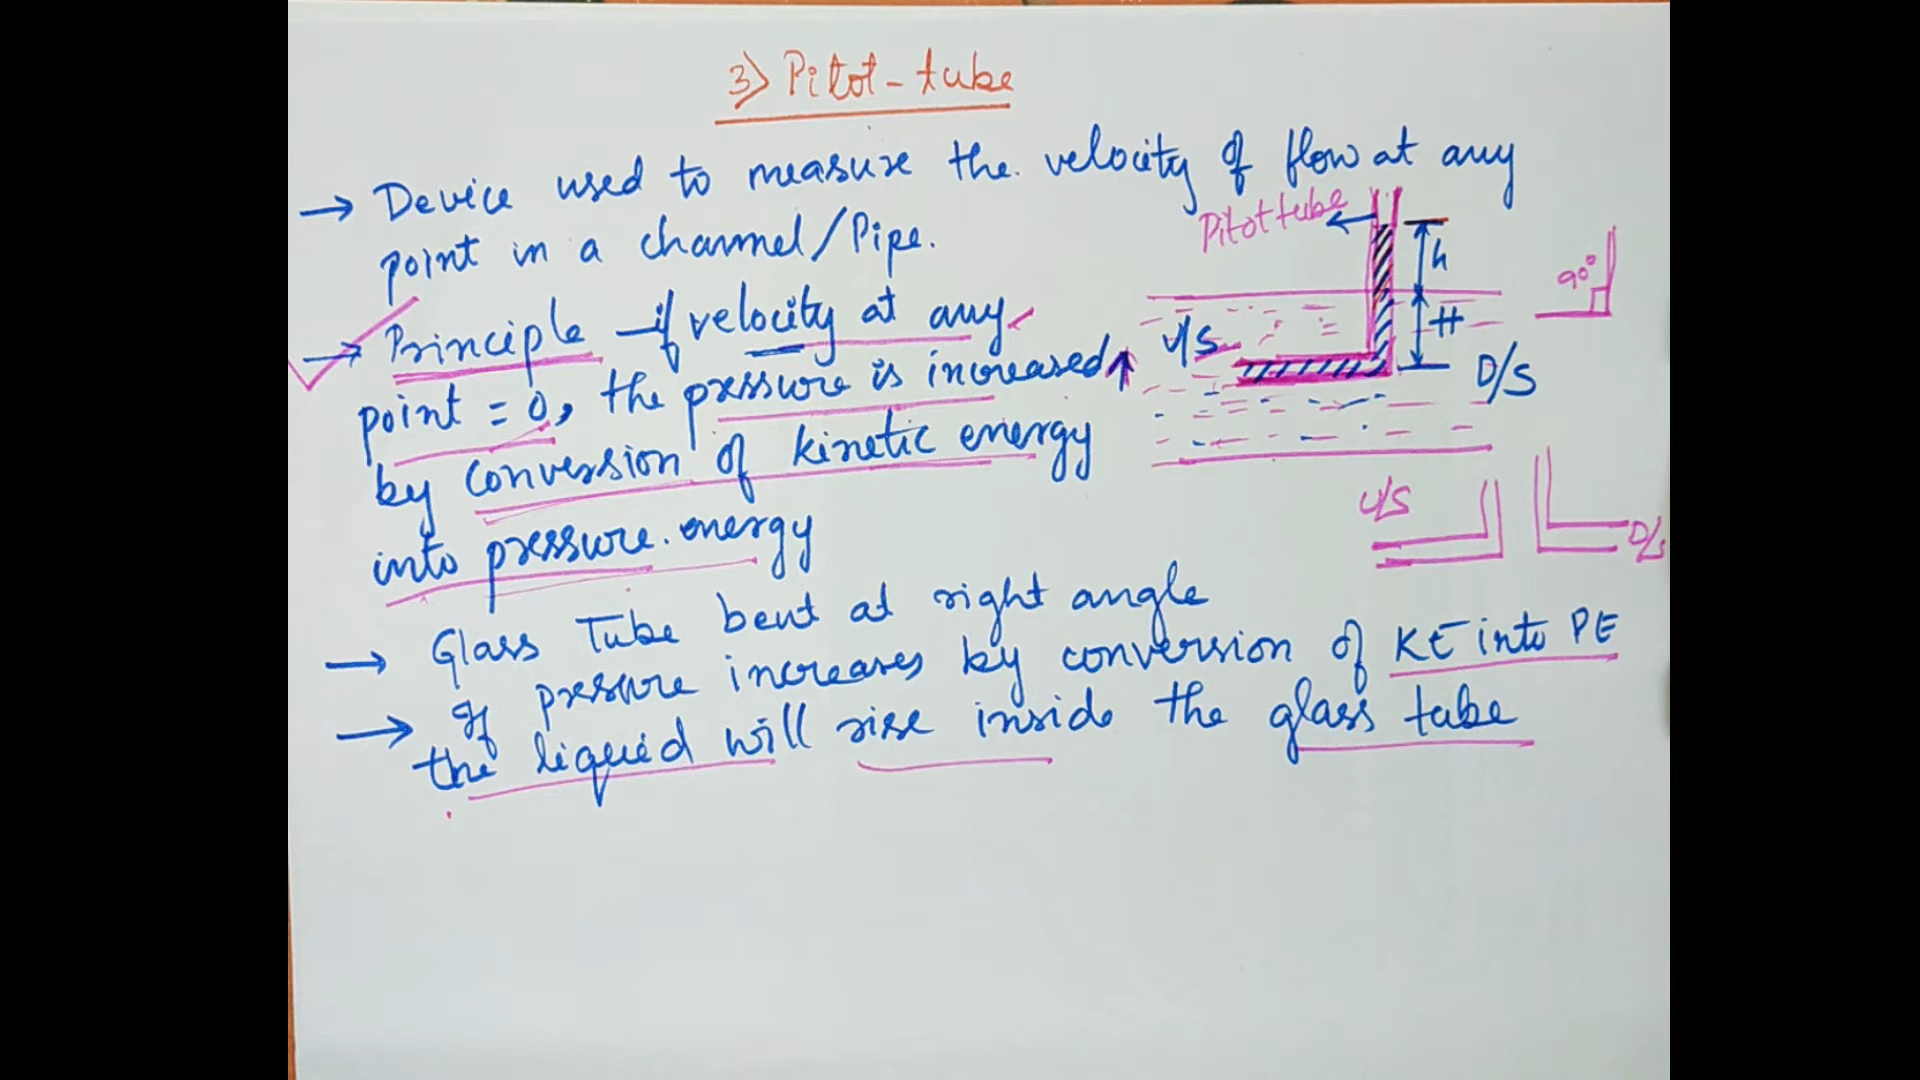 3) Pitot-tube
→ Device used to measure the velocity of flow at any
point in a channel/Pipe.
→ Principle - if velocity at any
point = 0, the pressure is increased ↑
by conversion of kinetic energy
into pressure energy
→ Glass Tube bent at right angle
→ If pressure increases by conversion of KE into PE
the liquid will rise inside the glass tube
Pitot tube
h
90°
H
U/S
D/S
U/S
D/S